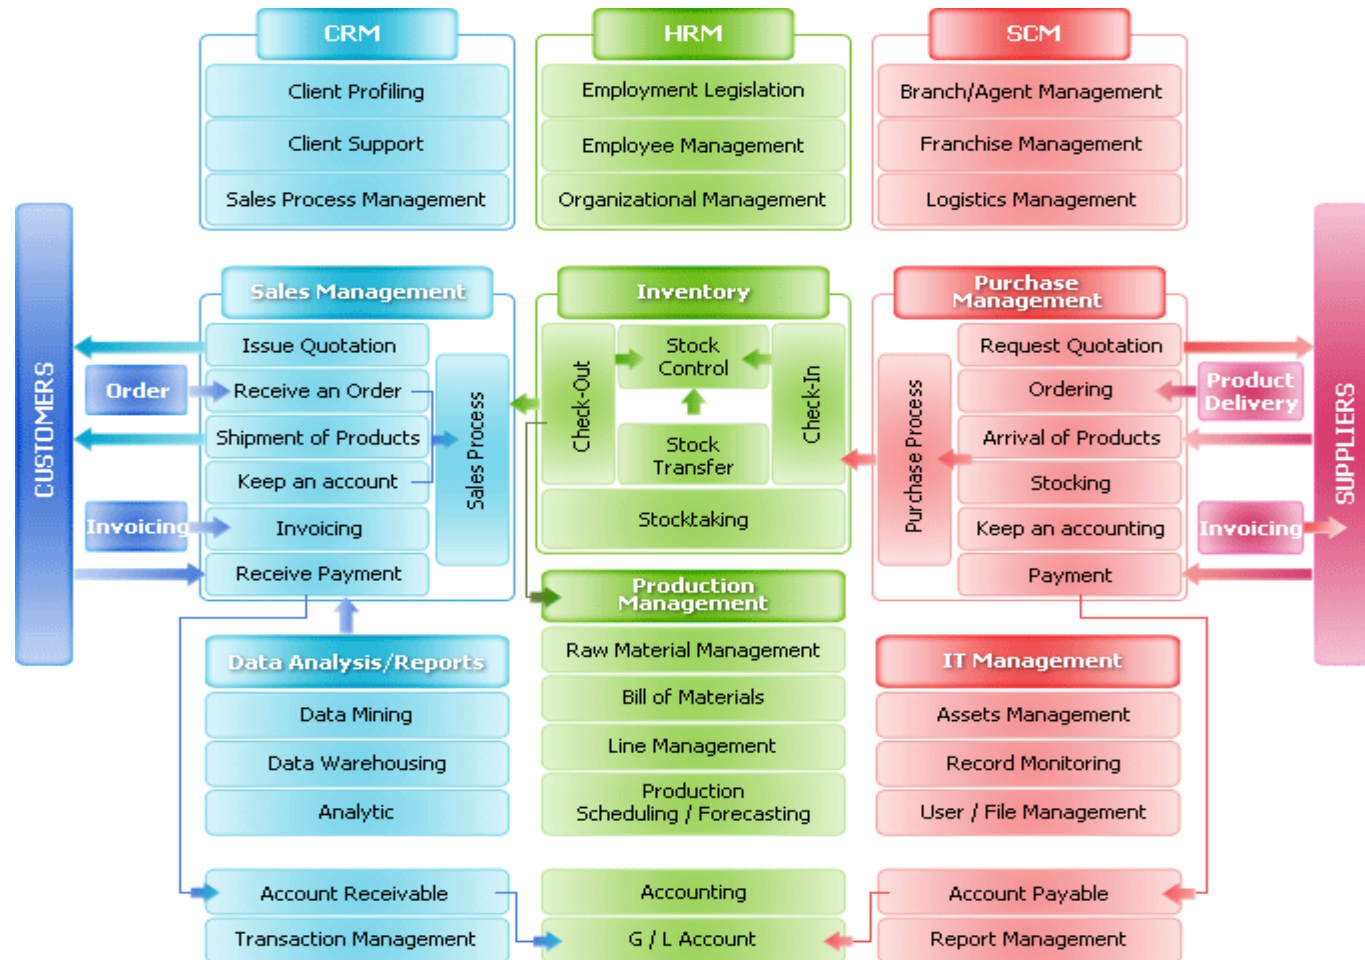 CRM
HRM
SCM
Client Profiling
Employment Legislation
Branch/Agent Management
Client Support
Employee Management
Franchise Management
Sales Process Management
Organizational Management
Logistics Management
CUSTOMERS
Sales Management
Issue Quotation
Order
Receive an Order
Shipment of Products
Keep an account
Invoicing
Invoicing
Receive Payment
Sales Process
Inventory
Check-Out
Stock
Control
Stock
Transfer
Check-In
Stocktaking
Purchase
Management
Purchase Process
Request Quotation
Ordering
Product
Delivery
Arrival of Products
Stocking
Keep an accounting
Invoicing
Payment
SUPPLIERS
Data Analysis/Reports
Data Mining
Data Warehousing
Analytic
Production
Management
Raw Material Management
Bill of Materials
Line Management
Production
Scheduling / Forecasting
IT Management
Assets Management
Record Monitoring
User / File Management
Account Receivable
Accounting
Account Payable
Transaction Management
G / L Account
Report Management